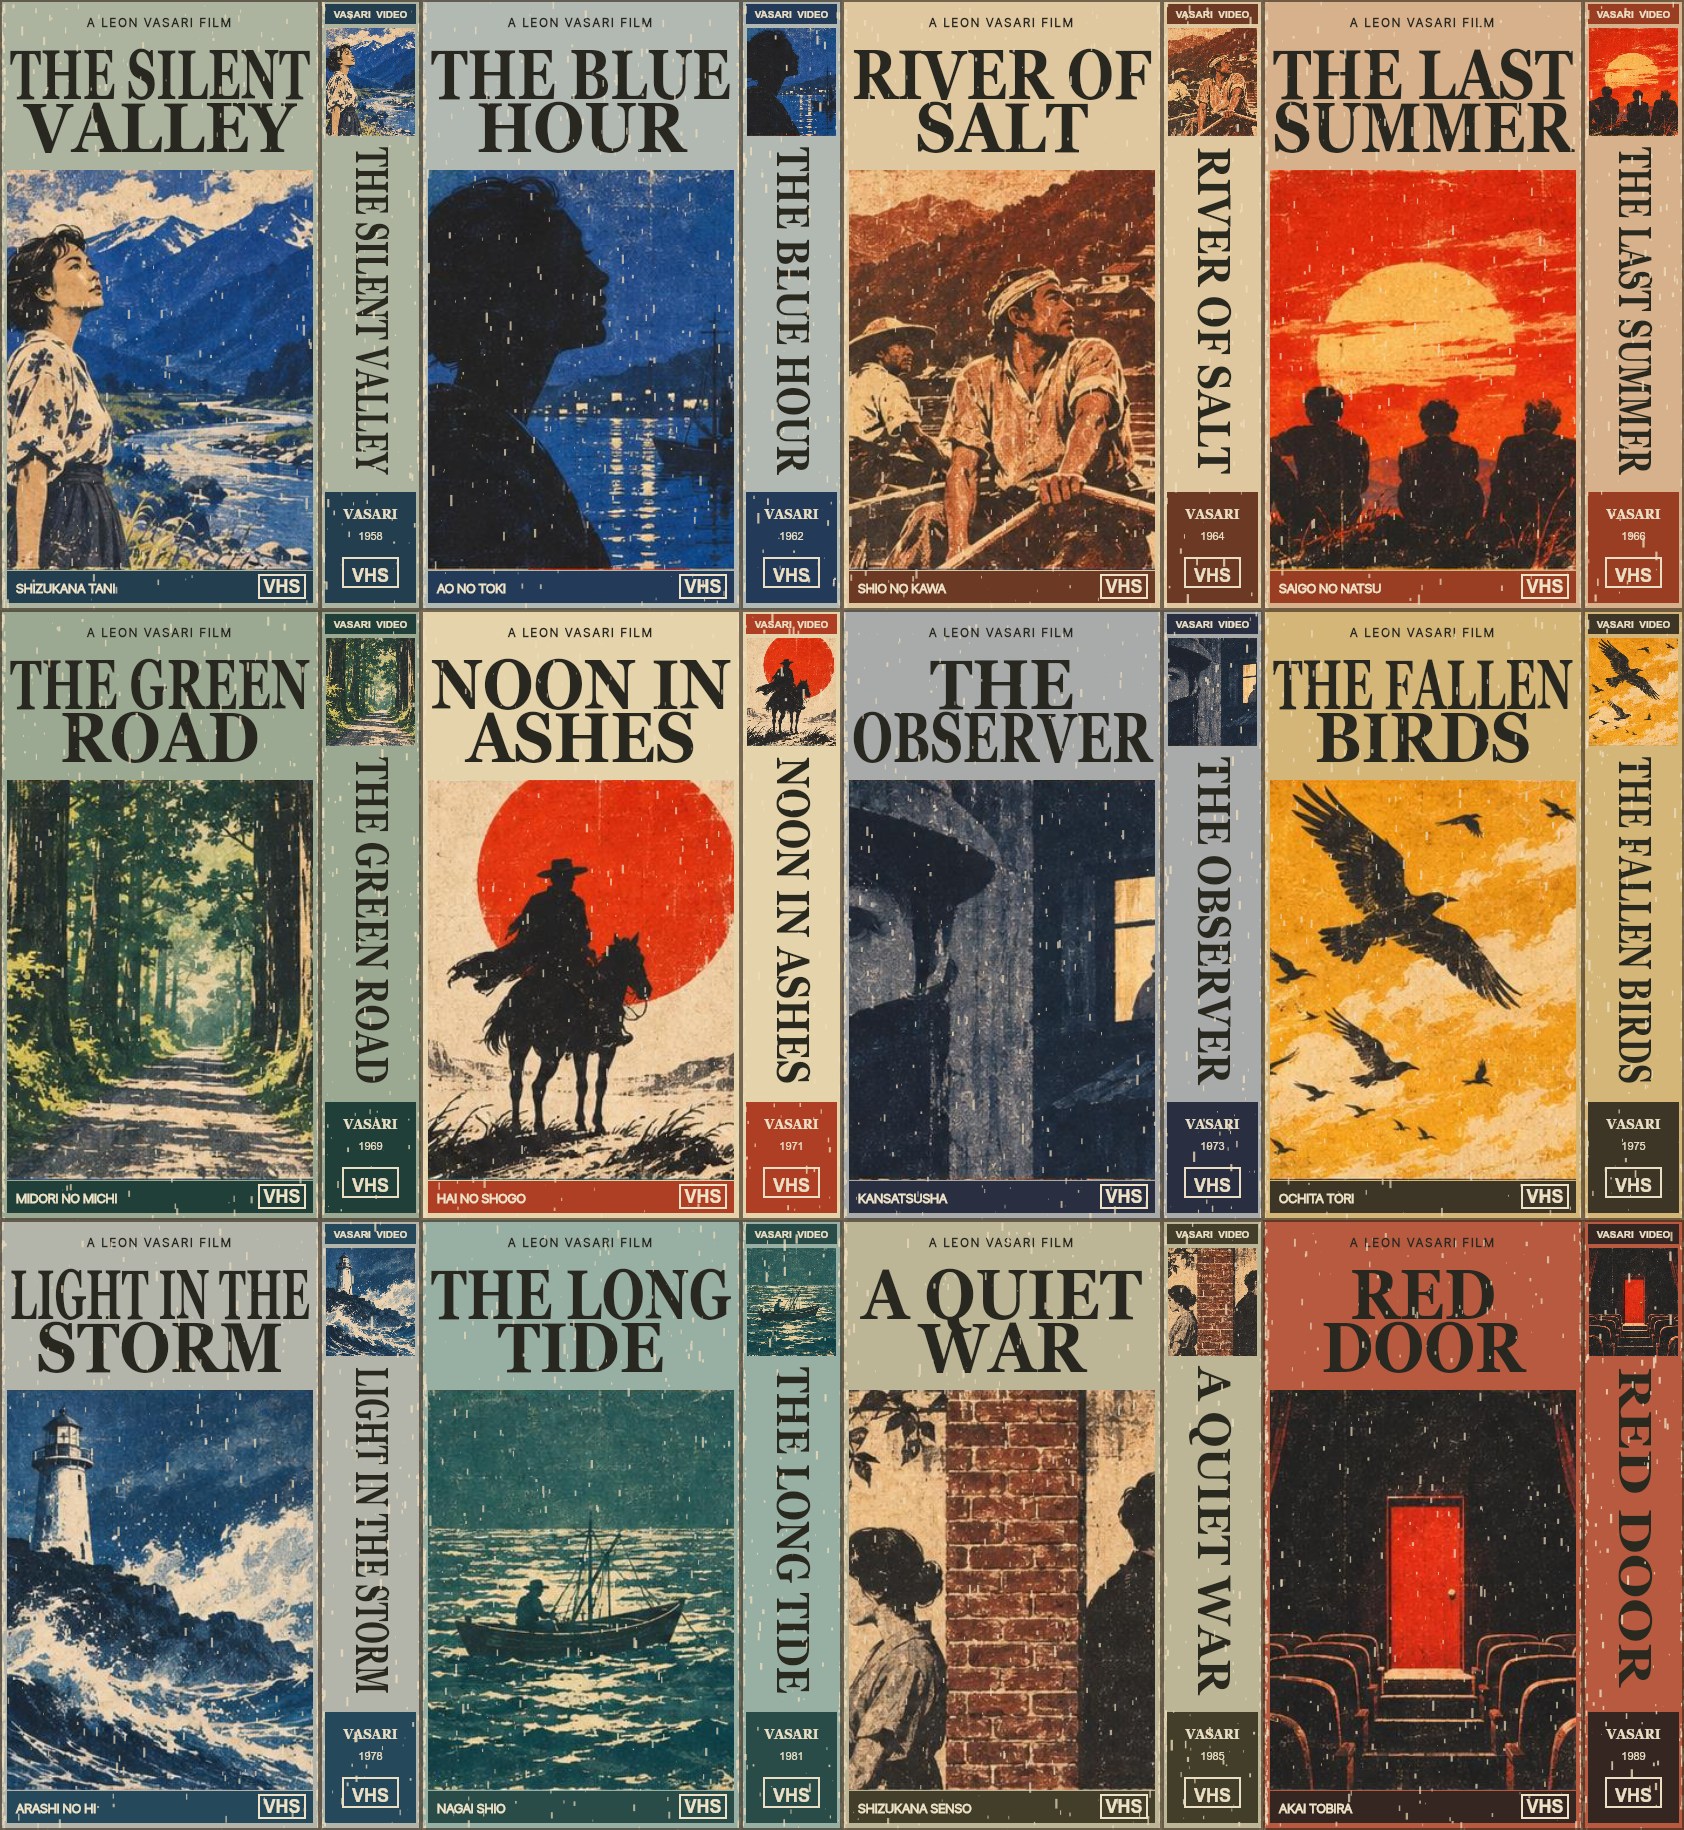 A LEON VASARI FILM
THE SILENT
VALLEY
SHIZUKANA TANI
VHS
VASARI VIDEO
THE SILENT VALLEY
VASARI
1958
VHS
A LEON VASARI FILM
THE BLUE
HOUR
AO NO TOKI
VHS
VASARI VIDEO
THE BLUE HOUR
VASARI
1962
VHS
A LEON VASARI FILM
RIVER OF
SALT
SHIO NO KAWA
VHS
VASARI VIDEO
RIVER OF SALT
VASARI
1964
VHS
A LEON VASARI FILM
THE LAST
SUMMER
SAIGO NO NATSU
VHS
VASARI VIDEO
THE LAST SUMMER
VASARI
1966
VHS
A LEON VASARI FILM
THE GREEN
ROAD
MIDORI NO MICHI
VHS
VASARI VIDEO
THE GREEN ROAD
VASARI
1969
VHS
A LEON VASARI FILM
NOON IN
ASHES
HAI NO SHOGO
VHS
VASARI VIDEO
NOON IN ASHES
VASARI
1971
VHS
A LEON VASARI FILM
THE
OBSERVER
KANSATSUSHA
VHS
VASARI VIDEO
THE OBSERVER
VASARI
1973
VHS
A LEON VASARI FILM
THE FALLEN
BIRDS
OCHITA TORI
VHS
VASARI VIDEO
THE FALLEN BIRDS
VASARI
1975
VHS
A LEON VASARI FILM
LIGHT IN THE
STORM
ARASHI NO HI
VHS
VASARI VIDEO
LIGHT IN THE STORM
VASARI
1978
VHS
A LEON VASARI FILM
THE LONG
TIDE
NAGAI SHIO
VHS
VASARI VIDEO
THE LONG TIDE
VASARI
1981
VHS
A LEON VASARI FILM
A QUIET
WAR
SHIZUKANA SENSO
VHS
VASARI VIDEO
A QUIET WAR
VASARI
1985
VHS
A LEON VASARI FILM
RED
DOOR
AKAI TOBIRA
VHS
VASARI VIDEO
RED DOOR
VASARI
1989
VHS